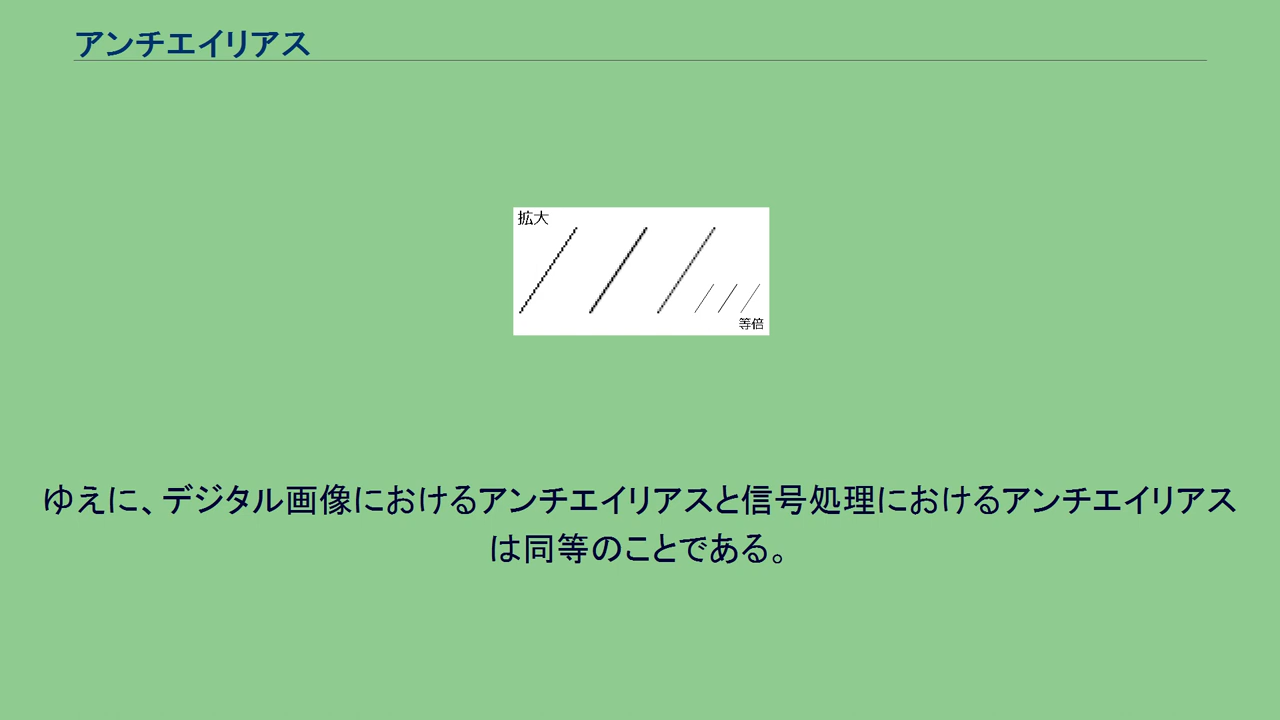 アンチエイリアス
拡大
等倍
ゆえに、デジタル画像におけるアンチエイリアスと信号処理におけるアンチエイリアス
は同等のことである。